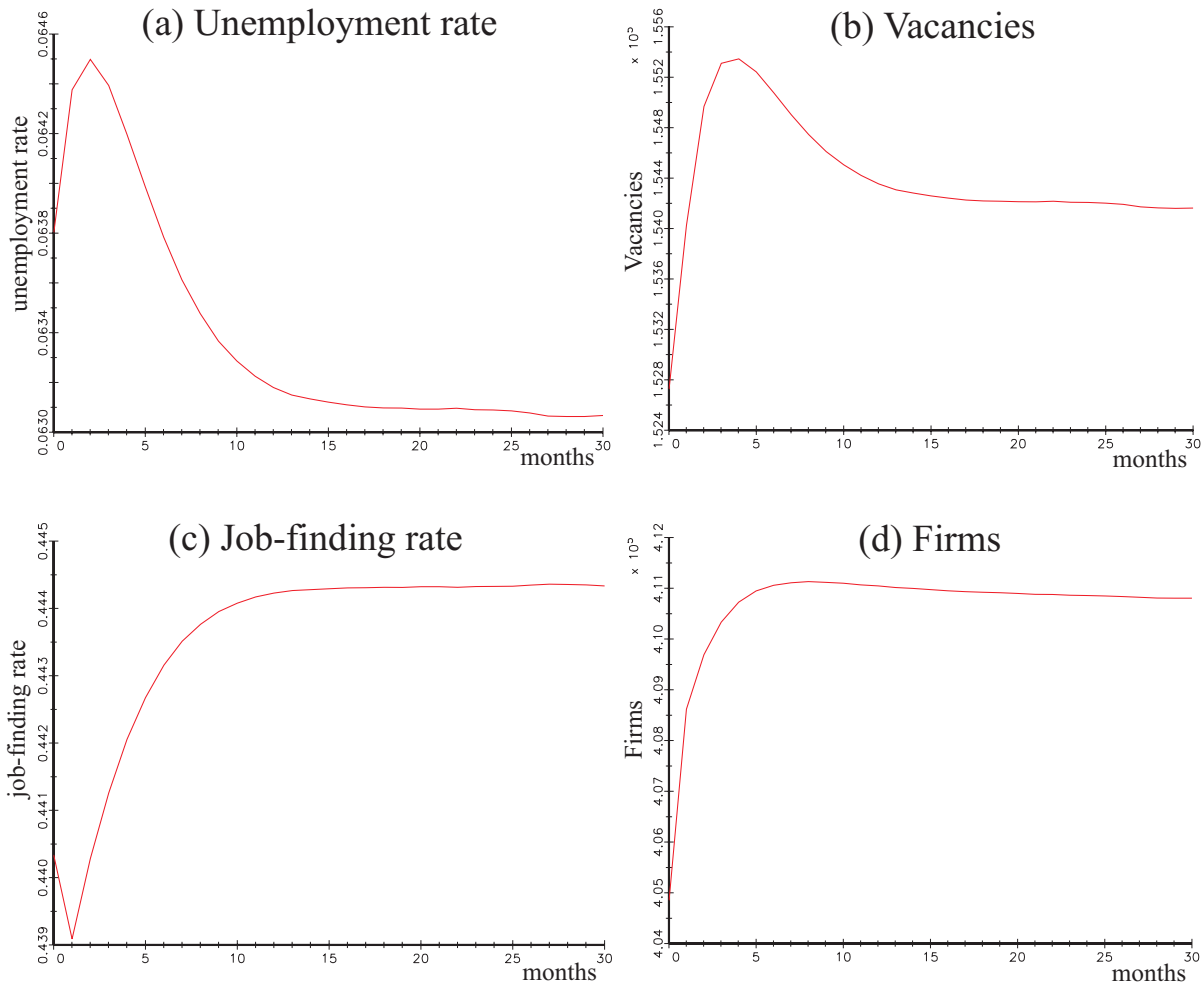 (a) Unemployment rate
unemployment rate
0.0646
0.0642
0.0638
0.0634
0.0630
0 5 10 15 20 25 30
months
(b) Vacancies
× 10⁵
Vacancies
1.556
1.552
1.548
1.544
1.540
1.536
1.532
1.528
1.524
0 5 10 15 20 25 30
months
(c) Job-finding rate
job-finding rate
0.445
0.444
0.443
0.442
0.441
0.440
0.439
0 5 10 15 20 25 30
months
(d) Firms
× 10⁵
Firms
4.12
4.11
4.10
4.09
4.08
4.07
4.06
4.05
4.04
0 5 10 15 20 25 30
months